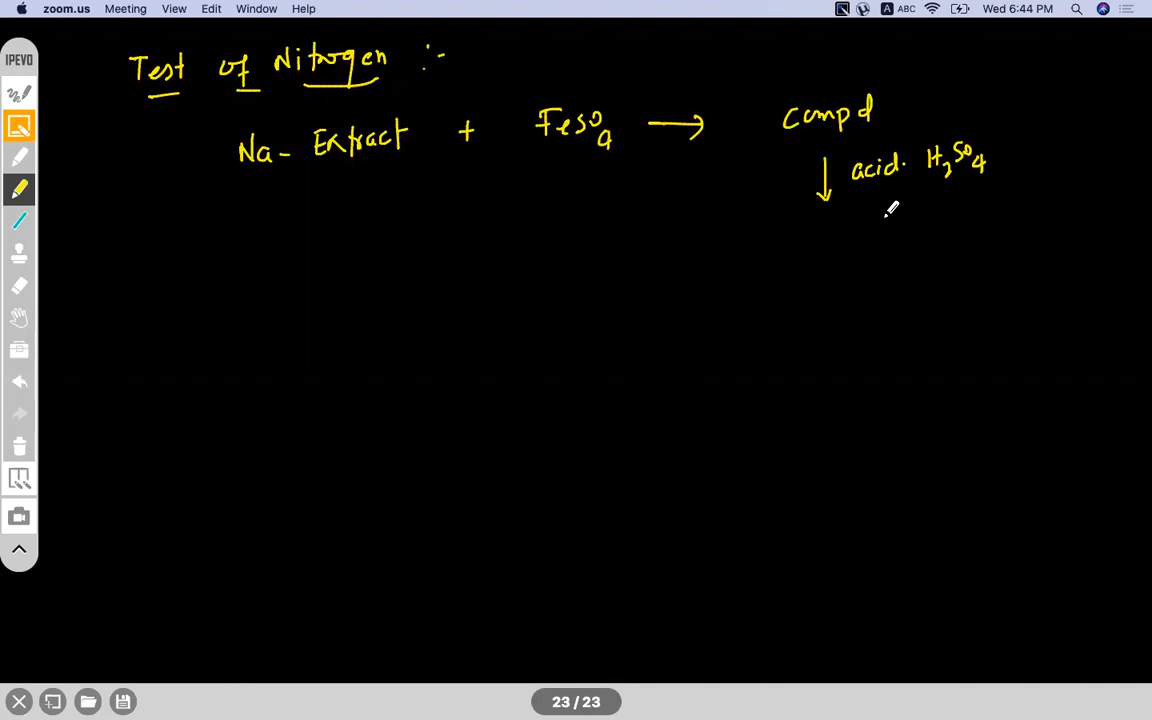 zoom.us Meeting View Edit Window Help A ABC Wed 6:44 PM
IPEVO
Test of Nitrogen :-
Na- Extract + FeSO4 → Compd
↓ acid. H2SO4
23 / 23